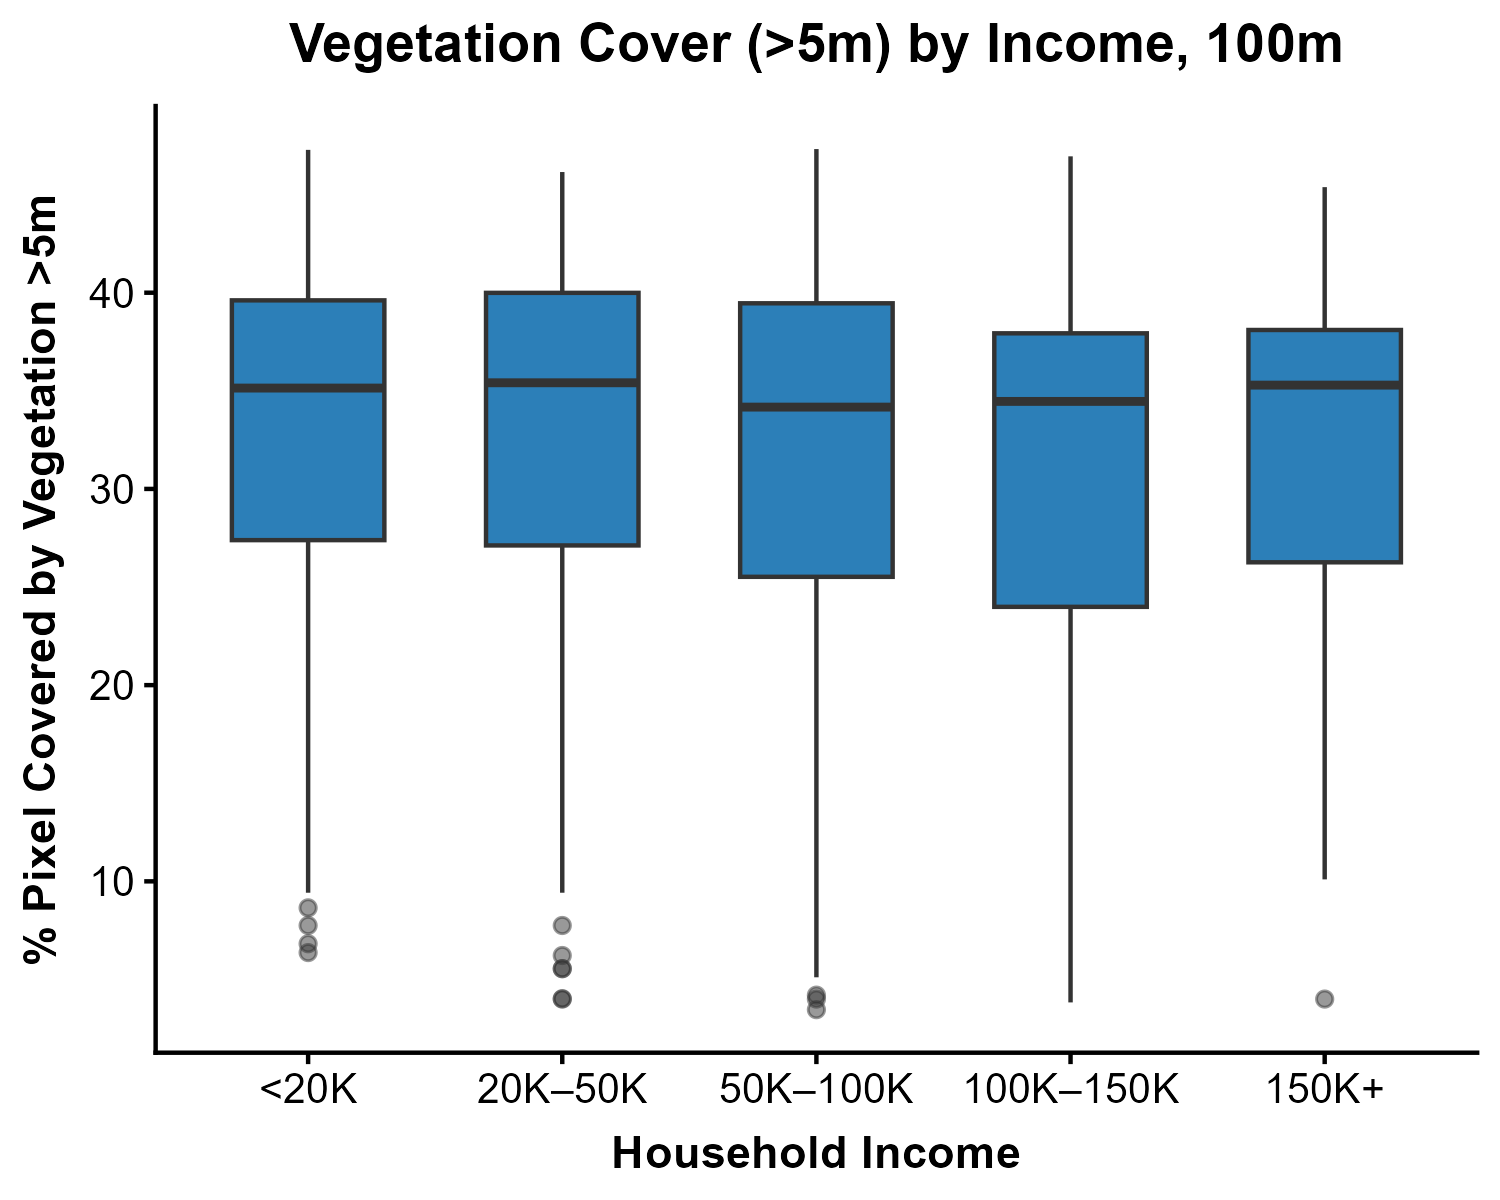 Vegetation Cover (>5m) by Income, 100m
% Pixel Covered by Vegetation >5m
40
30
20
10
<20K
20K–50K
50K–100K
100K–150K
150K+
Household Income